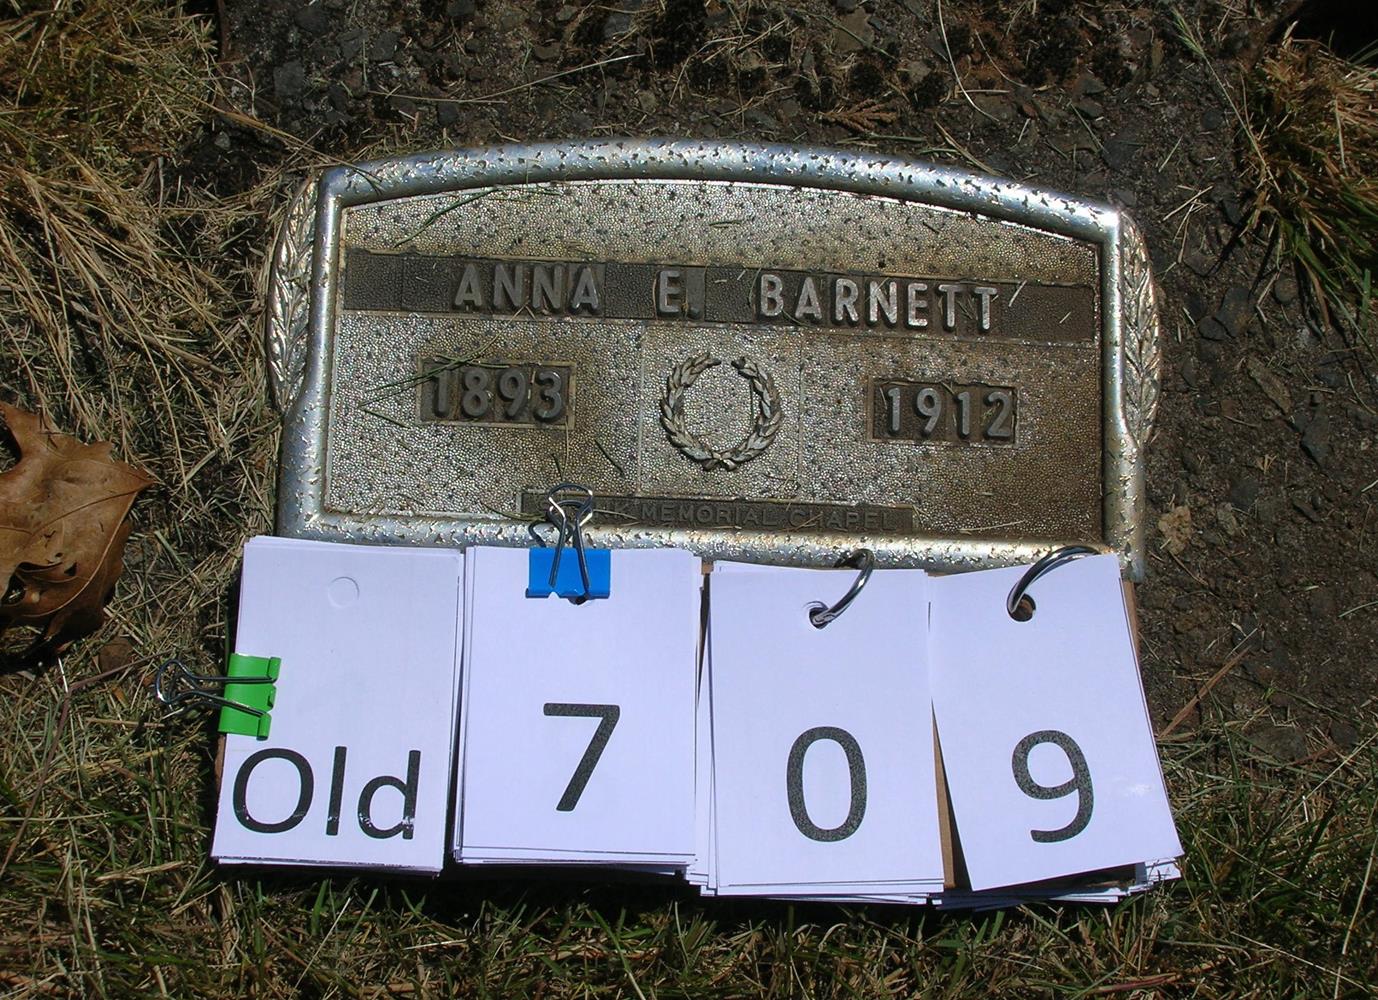 ANNA E. BARNETT
1893 1912
MEMORIAL CHAPEL
Old 7 0 9